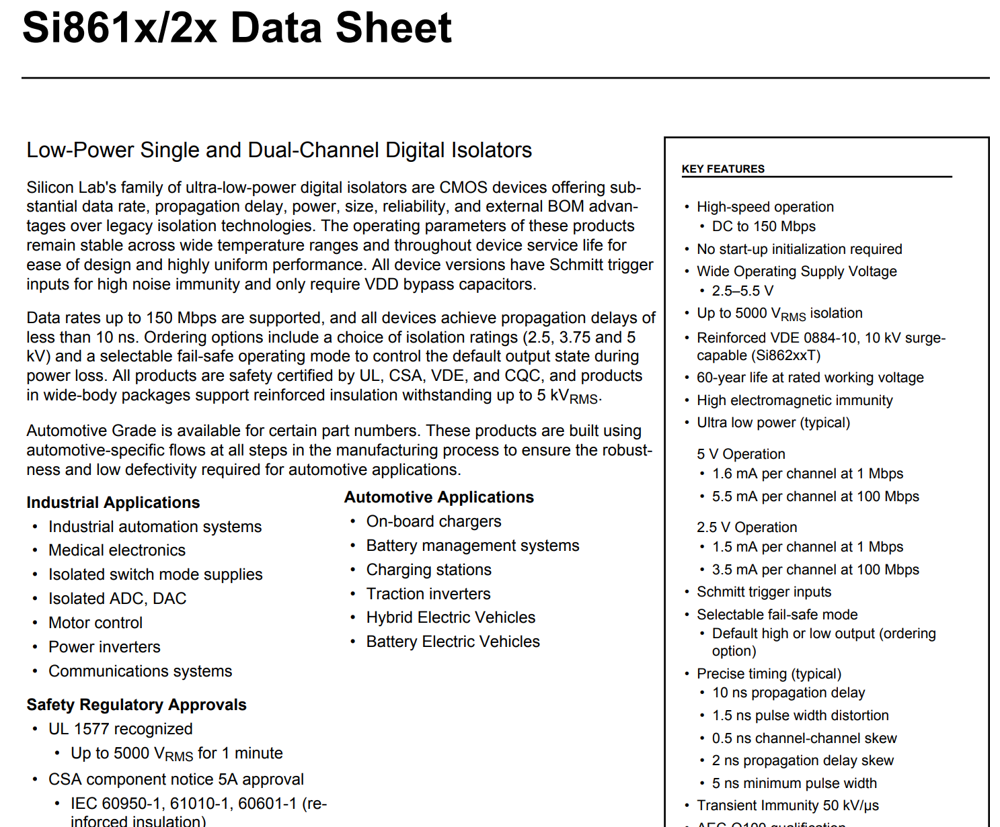 Si861x/2x Data Sheet
Low-Power Single and Dual-Channel Digital Isolators
Silicon Lab's family of ultra-low-power digital isolators are CMOS devices offering sub-
stantial data rate, propagation delay, power, size, reliability, and external BOM advan-
tages over legacy isolation technologies. The operating parameters of these products
remain stable across wide temperature ranges and throughout device service life for
ease of design and highly uniform performance. All device versions have Schmitt trigger
inputs for high noise immunity and only require VDD bypass capacitors.
Data rates up to 150 Mbps are supported, and all devices achieve propagation delays of
less than 10 ns. Ordering options include a choice of isolation ratings (2.5, 3.75 and 5
kV) and a selectable fail-safe operating mode to control the default output state during
power loss. All products are safety certified by UL, CSA, VDE, and CQC, and products
in wide-body packages support reinforced insulation withstanding up to 5 kVRMS.
Automotive Grade is available for certain part numbers. These products are built using
automotive-specific flows at all steps in the manufacturing process to ensure the robust-
ness and low defectivity required for automotive applications.
Industrial Applications
• Industrial automation systems
• Medical electronics
• Isolated switch mode supplies
• Isolated ADC, DAC
• Motor control
• Power inverters
• Communications systems
Safety Regulatory Approvals
• UL 1577 recognized
• Up to 5000 VRMS for 1 minute
• CSA component notice 5A approval
• IEC 60950-1, 61010-1, 60601-1 (re-
inforced insulation)
Automotive Applications
• On-board chargers
• Battery management systems
• Charging stations
• Traction inverters
• Hybrid Electric Vehicles
• Battery Electric Vehicles
KEY FEATURES
• High-speed operation
• DC to 150 Mbps
• No start-up initialization required
• Wide Operating Supply Voltage
• 2.5–5.5 V
• Up to 5000 VRMS isolation
• Reinforced VDE 0884-10, 10 kV surge-
capable (Si862xxT)
• 60-year life at rated working voltage
• High electromagnetic immunity
• Ultra low power (typical)
5 V Operation
• 1.6 mA per channel at 1 Mbps
• 5.5 mA per channel at 100 Mbps
2.5 V Operation
• 1.5 mA per channel at 1 Mbps
• 3.5 mA per channel at 100 Mbps
• Schmitt trigger inputs
• Selectable fail-safe mode
• Default high or low output (ordering
option)
• Precise timing (typical)
• 10 ns propagation delay
• 1.5 ns pulse width distortion
• 0.5 ns channel-channel skew
• 2 ns propagation delay skew
• 5 ns minimum pulse width
• Transient Immunity 50 kV/µs
• AEC-Q100 qualification